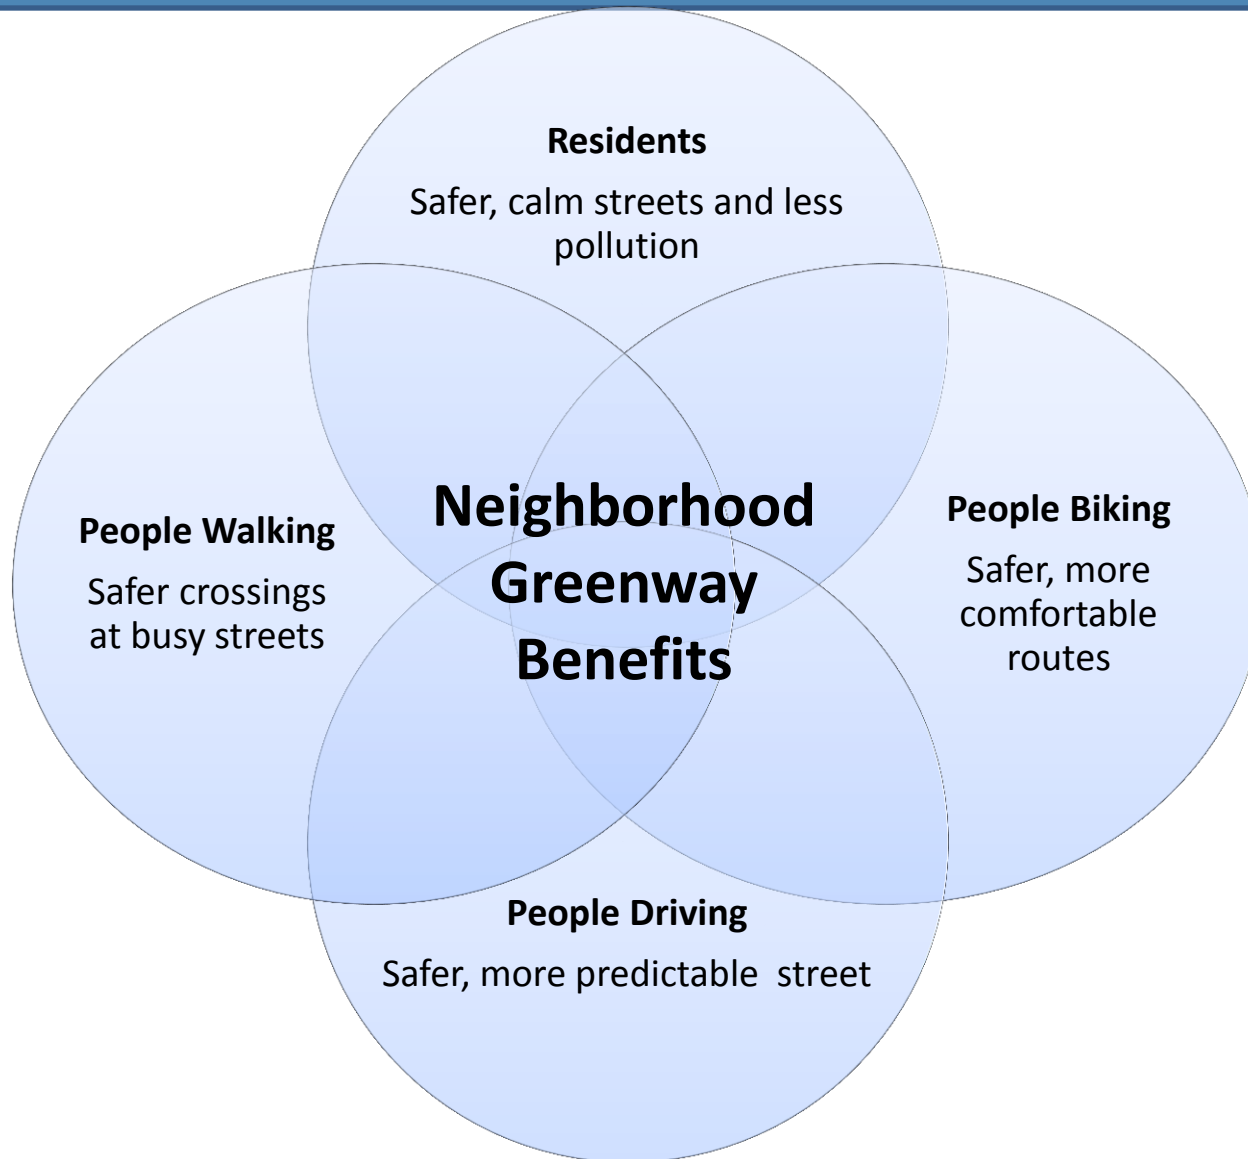 Residents
Safer, calm streets and less
pollution
People Walking
Safer crossings
at busy streets
Neighborhood
Greenway
Benefits
People Biking
Safer, more
comfortable
routes
People Driving
Safer, more predictable  street